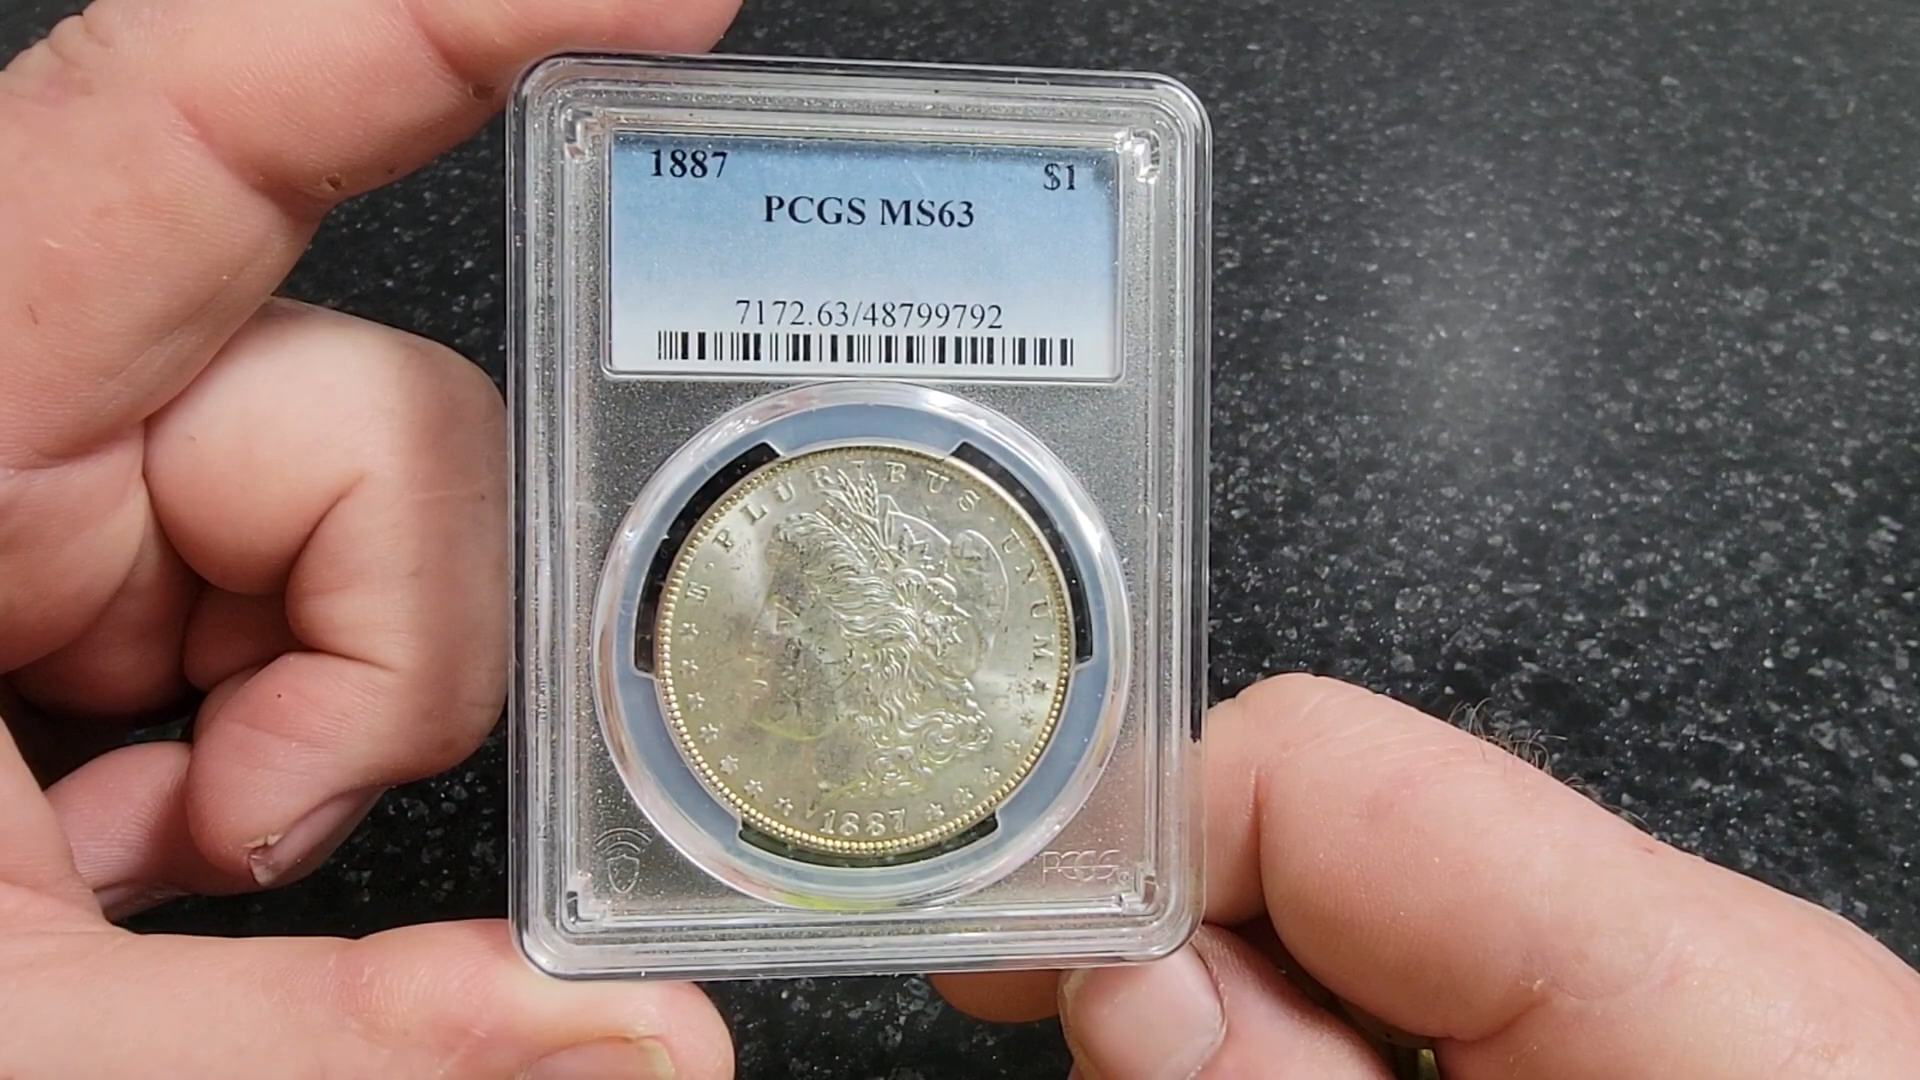 1887 $1
PCGS MS63
7172.63/48799792
E · PLURIBUS · UNUM
1887
PCGS